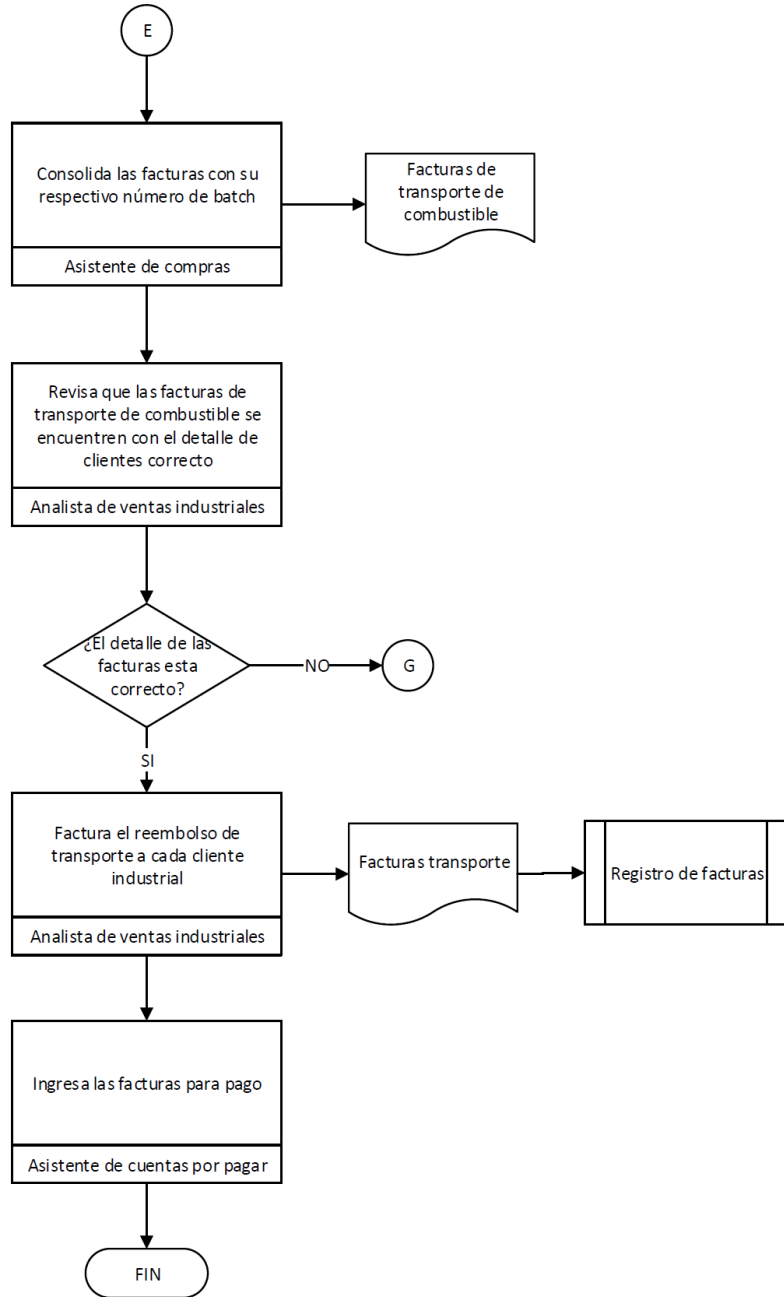 E
Consolida las facturas con su
respectivo número de batch
Asistente de compras
Facturas de
transporte de
combustible
Revisa que las facturas de
transporte de combustible se
encuentren con el detalle de
clientes correcto
Analista de ventas industriales
¿El detalle de las
facturas esta
correcto?
NO
G
SI
Factura el reembolso de
transporte a cada cliente
industrial
Analista de ventas industriales
Facturas transporte
Registro de facturas
Ingresa las facturas para pago
Asistente de cuentas por pagar
FIN